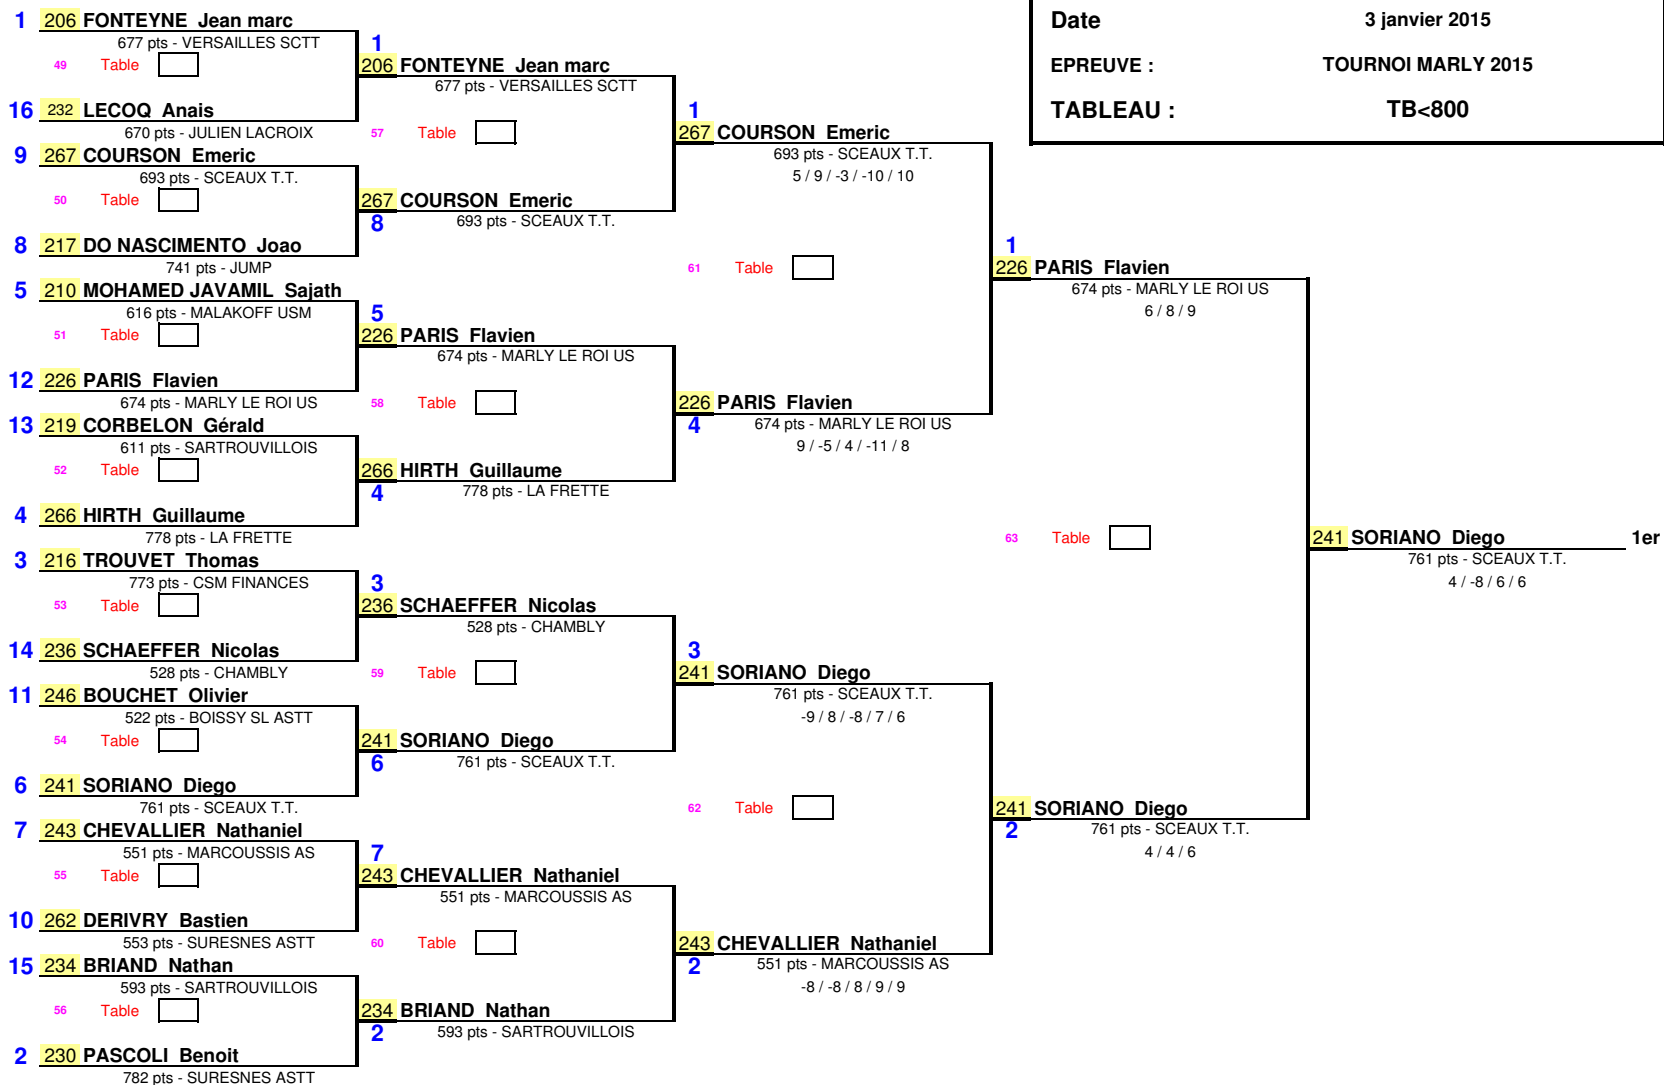 Date 3 janvier 2015
EPREUVE : TOURNOI MARLY 2015
TABLEAU : TB<800
1 206 FONTEYNE Jean marc
677 pts - VERSAILLES SCTT
49 Table
16 232 LECOQ Anais
670 pts - JULIEN LACROIX
9 267 COURSON Emeric
693 pts - SCEAUX T.T.
50 Table
8 217 DO NASCIMENTO Joao
741 pts - JUMP
5 210 MOHAMED JAVAMIL Sajath
616 pts - MALAKOFF USM
51 Table
12 226 PARIS Flavien
674 pts - MARLY LE ROI US
13 219 CORBELON Gérald
611 pts - SARTROUVILLOIS
52 Table
4 266 HIRTH Guillaume
778 pts - LA FRETTE
3 216 TROUVET Thomas
773 pts - CSM FINANCES
53 Table
14 236 SCHAEFFER Nicolas
528 pts - CHAMBLY
11 246 BOUCHET Olivier
522 pts - BOISSY SL ASTT
54 Table
6 241 SORIANO Diego
761 pts - SCEAUX T.T.
7 243 CHEVALLIER Nathaniel
551 pts - MARCOUSSIS AS
55 Table
10 262 DERIVRY Bastien
553 pts - SURESNES ASTT
15 234 BRIAND Nathan
593 pts - SARTROUVILLOIS
56 Table
2 230 PASCOLI Benoit
782 pts - SURESNES ASTT
1
206 FONTEYNE Jean marc
677 pts - VERSAILLES SCTT
57 Table
267 COURSON Emeric
8
693 pts - SCEAUX T.T.
5
226 PARIS Flavien
674 pts - MARLY LE ROI US
58 Table
266 HIRTH Guillaume
4
778 pts - LA FRETTE
3
236 SCHAEFFER Nicolas
528 pts - CHAMBLY
59 Table
241 SORIANO Diego
6
761 pts - SCEAUX T.T.
7
243 CHEVALLIER Nathaniel
551 pts - MARCOUSSIS AS
60 Table
234 BRIAND Nathan
2
593 pts - SARTROUVILLOIS
1
267 COURSON Emeric
693 pts - SCEAUX T.T.
5 / 9 / -3 / -10 / 10
61 Table
226 PARIS Flavien
4
674 pts - MARLY LE ROI US
9 / -5 / 4 / -11 / 8
3
241 SORIANO Diego
761 pts - SCEAUX T.T.
-9 / 8 / -8 / 7 / 6
62 Table
243 CHEVALLIER Nathaniel
2
551 pts - MARCOUSSIS AS
-8 / -8 / 8 / 9 / 9
1
226 PARIS Flavien
674 pts - MARLY LE ROI US
6 / 8 / 9
63 Table
241 SORIANO Diego
2
761 pts - SCEAUX T.T.
4 / 4 / 6
241 SORIANO Diego 1er
761 pts - SCEAUX T.T.
4 / -8 / 6 / 6